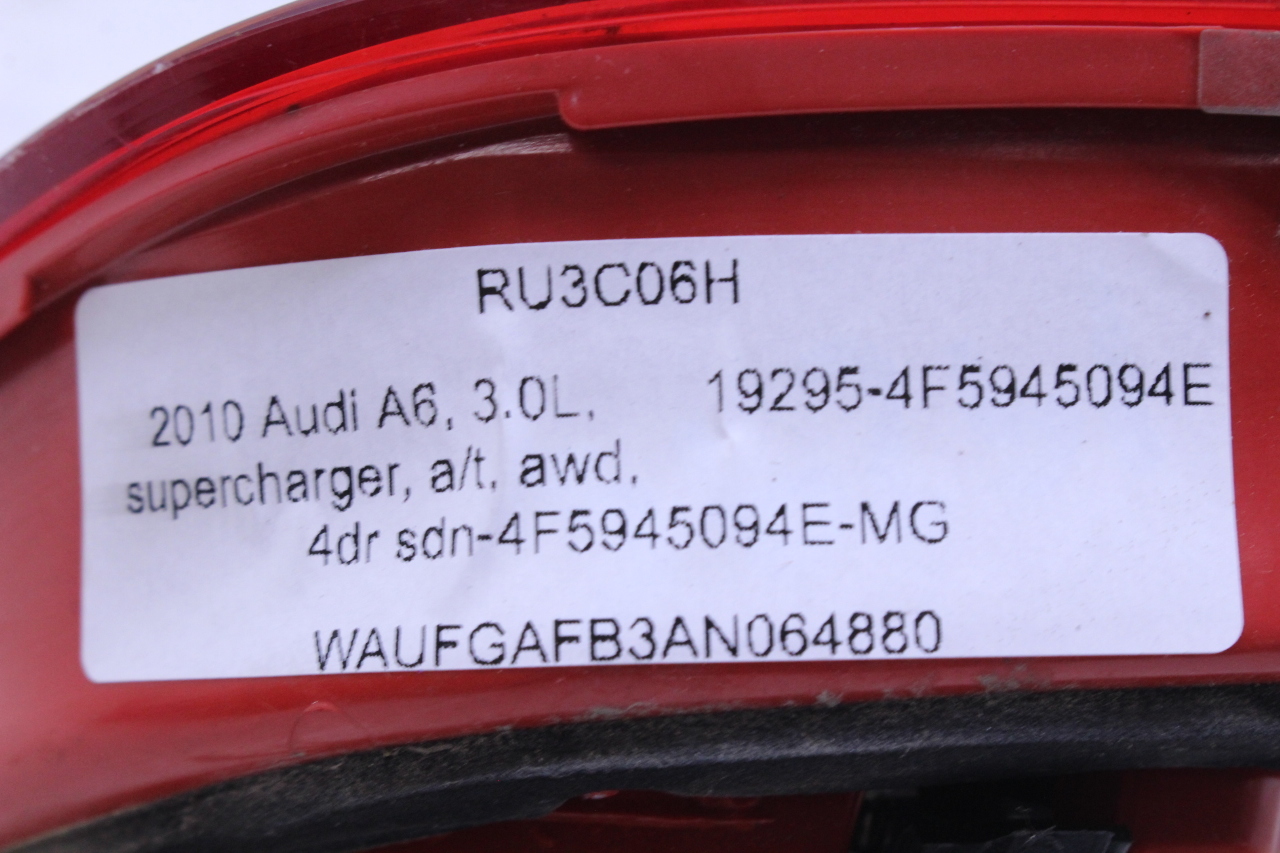 RU3C06H
2010 Audi A6, 3.0L, 19295-4F5945094E
supercharger, a/t, awd,
4dr sdn-4F5945094E-MG
WAUFGAFB3AN064880